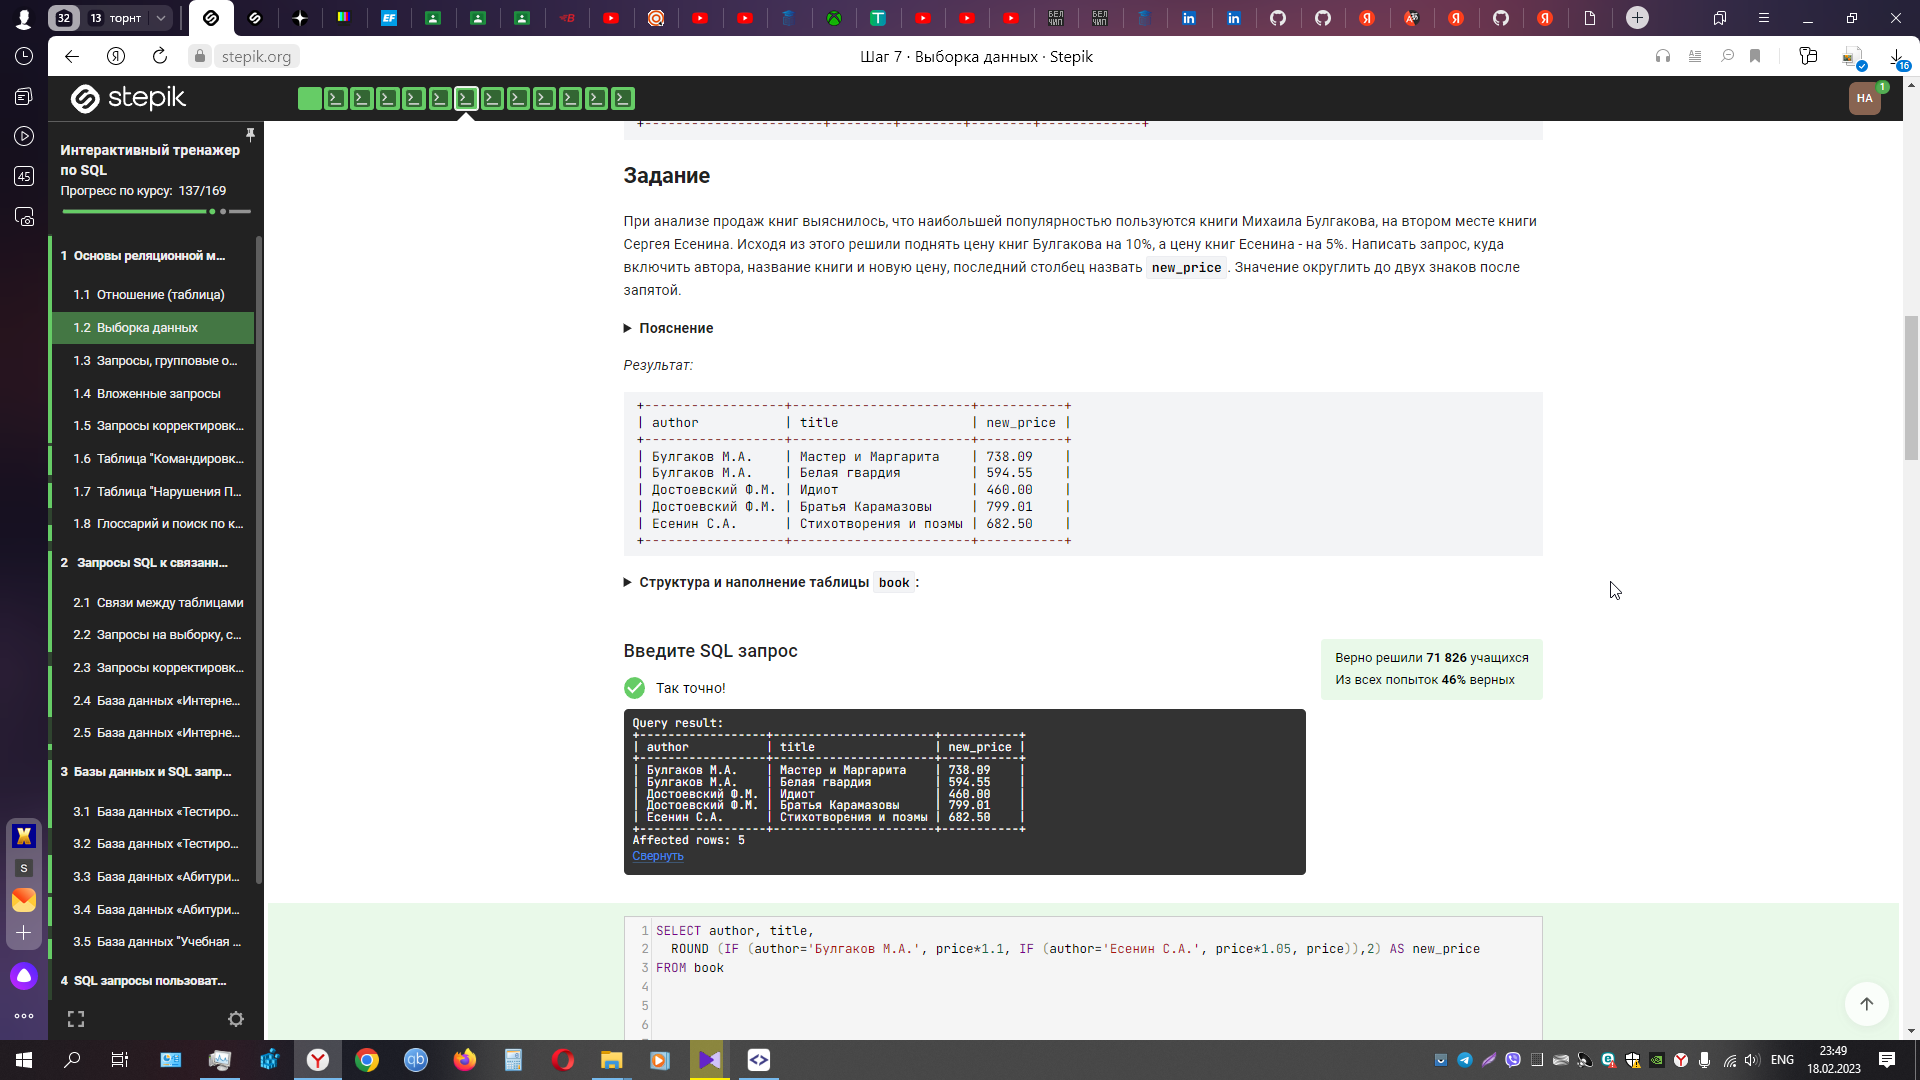 32
13 торнт
EF
БЕЛ ЧИП
БЕЛ ЧИП
stepik.org
Шаг 7 · Выборка данных · Stepik
16
stepik
НА
1
45
Интерактивный тренажер
по SQL
Прогресс по курсу: 137/169
1 Основы реляционной м...
1.1 Отношение (таблица)
1.2 Выборка данных
1.3 Запросы, групповые о...
1.4 Вложенные запросы
1.5 Запросы корректировк...
1.6 Таблица "Командировк...
1.7 Таблица "Нарушения П...
1.8 Глоссарий и поиск по к...
2 Запросы SQL к связанн...
2.1 Связи между таблицами
2.2 Запросы на выборку, с...
2.3 Запросы корректировк...
2.4 База данных «Интерне...
2.5 База данных «Интерне...
3 Базы данных и SQL запр...
3.1 База данных «Тестиро...
3.2 База данных «Тестиро...
3.3 База данных «Абитури...
3.4 База данных «Абитури...
3.5 База данных "Учебная ...
4 SQL запросы пользоват...
S
+-----------------------+--------+--------+--------+-------------+
Задание
При анализе продаж книг выяснилось, что наибольшей популярностью пользуются книги Михаила Булгакова, на втором месте книги
Сергея Есенина. Исходя из этого решили поднять цену книг Булгакова на 10%, а цену книг Есенина - на 5%. Написать запрос, куда
включить автора, название книги и новую цену, последний столбец назвать new_price. Значение округлить до двух знаков после
запятой.
Пояснение
Результат:
+------------------+-----------------------+-----------+
| author           | title                 | new_price |
+------------------+-----------------------+-----------+
| Булгаков М.А.    | Мастер и Маргарита    | 738.09    |
| Булгаков М.А.    | Белая гвардия         | 594.55    |
| Достоевский Ф.М. | Идиот                 | 460.00    |
| Достоевский Ф.М. | Братья Карамазовы     | 799.01    |
| Есенин С.А.      | Стихотворения и поэмы | 682.50    |
+------------------+-----------------------+-----------+
Структура и наполнение таблицы book :
Введите SQL запрос
Верно решили 71 826 учащихся
Из всех попыток 46% верных
Так точно!
Query result:
+------------------+-----------------------+-----------+
| author           | title                 | new_price |
+------------------+-----------------------+-----------+
| Булгаков М.А.    | Мастер и Маргарита    | 738.09    |
| Булгаков М.А.    | Белая гвардия         | 594.55    |
| Достоевский Ф.М. | Идиот                 | 460.00    |
| Достоевский Ф.М. | Братья Карамазовы     | 799.01    |
| Есенин С.А.      | Стихотворения и поэмы | 682.50    |
+------------------+-----------------------+-----------+
Affected rows: 5
Свернуть
1 SELECT author, title,
2 ROUND (IF (author='Булгаков М.А.', price*1.1, IF (author='Есенин С.А.', price*1.05, price)),2) AS new_price
3 FROM book
4
5
6
ENG
23:49
18.02.2023